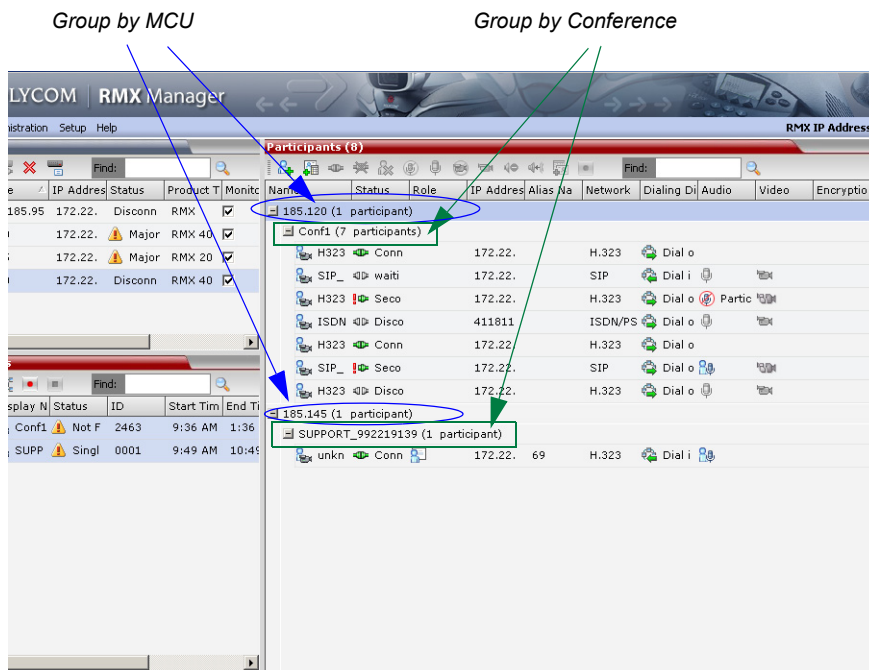 Group by MCU Group by Conference
LYCOM | RMX Manager
nistration Setup Help RMX IP Address
Participants (8)
Find: Find:
e IP Addres Status Product T Monito Name Status Role IP Addres Alias Na Network Dialing Di Audio Video Encryptio
185.95 172.22. Disconn RMX 185.120 (1 participant)
172.22. Major RMX 40 Conf1 (7 participants)
172.22. Major RMX 20 H323 Conn 172.22. H.323 Dial o
172.22. Disconn RMX 40 SIP_ waiti 172.22. SIP Dial i
H323 Seco 172.22. H.323 Dial o Partic
ISDN Disco 411811 ISDN/PS Dial o
H323 Conn 172.22. H.323 Dial o
s
SIP_ Seco 172.22. SIP Dial o
Find: H323 Disco 172.22. H.323 Dial o
splay N Status ID Start Tim End Ti 185.145 (1 participant)
Conf1 Not F 2463 9:36 AM 1:36 SUPPORT_992219139 (1 participant)
SUPP Singl 0001 9:49 AM 10:49 unkn Conn 172.22. 69 H.323 Dial i